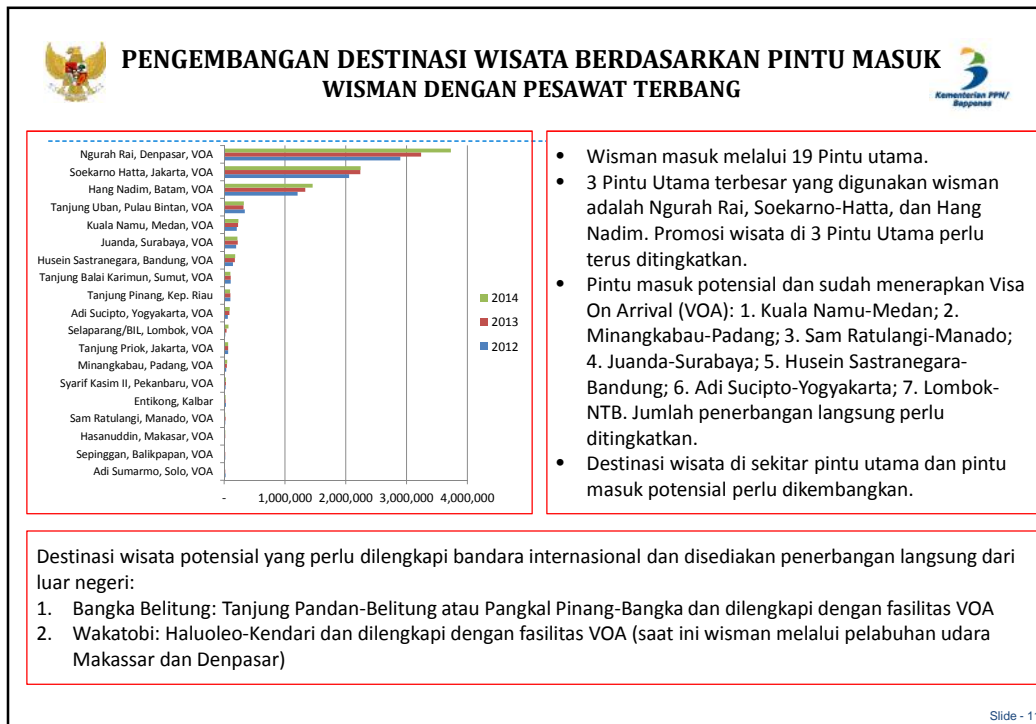 PENGEMBANGAN DESTINASI WISATA BERDASARKAN PINTU MASUK
WISMAN DENGAN PESAWAT TERBANG
Kementerian PPN/
Bappenas
Ngurah Rai, Denpasar, VOA
Soekarno Hatta, Jakarta, VOA
Hang Nadim, Batam, VOA
Tanjung Uban, Pulau Bintan, VOA
Kuala Namu, Medan, VOA
Juanda, Surabaya, VOA
Husein Sastranegara, Bandung, VOA
Tanjung Balai Karimun, Sumut, VOA
Tanjung Pinang, Kep. Riau
Adi Sucipto, Yogyakarta, VOA
Selaparang/BIL, Lombok, VOA
Tanjung Priok, Jakarta, VOA
Minangkabau, Padang, VOA
Syarif Kasim II, Pekanbaru, VOA
Entikong, Kalbar
Sam Ratulangi, Manado, VOA
Hasanuddin, Makasar, VOA
Sepinggan, Balikpapan, VOA
Adi Sumarmo, Solo, VOA
- 1,000,000 2,000,000 3,000,000 4,000,000
2014
2013
2012
• Wisman masuk melalui 19 Pintu utama.
• 3 Pintu Utama terbesar yang digunakan wisman
adalah Ngurah Rai, Soekarno-Hatta, dan Hang
Nadim. Promosi wisata di 3 Pintu Utama perlu
terus ditingkatkan.
• Pintu masuk potensial dan sudah menerapkan Visa
On Arrival (VOA): 1. Kuala Namu-Medan; 2.
Minangkabau-Padang; 3. Sam Ratulangi-Manado;
4. Juanda-Surabaya; 5. Husein Sastranegara-
Bandung; 6. Adi Sucipto-Yogyakarta; 7. Lombok-
NTB. Jumlah penerbangan langsung perlu
ditingkatkan.
• Destinasi wisata di sekitar pintu utama dan pintu
masuk potensial perlu dikembangkan.
Destinasi wisata potensial yang perlu dilengkapi bandara internasional dan disediakan penerbangan langsung dari
luar negeri:
1. Bangka Belitung: Tanjung Pandan-Belitung atau Pangkal Pinang-Bangka dan dilengkapi dengan fasilitas VOA
2. Wakatobi: Haluoleo-Kendari dan dilengkapi dengan fasilitas VOA (saat ini wisman melalui pelabuhan udara
Makassar dan Denpasar)
Slide - 11